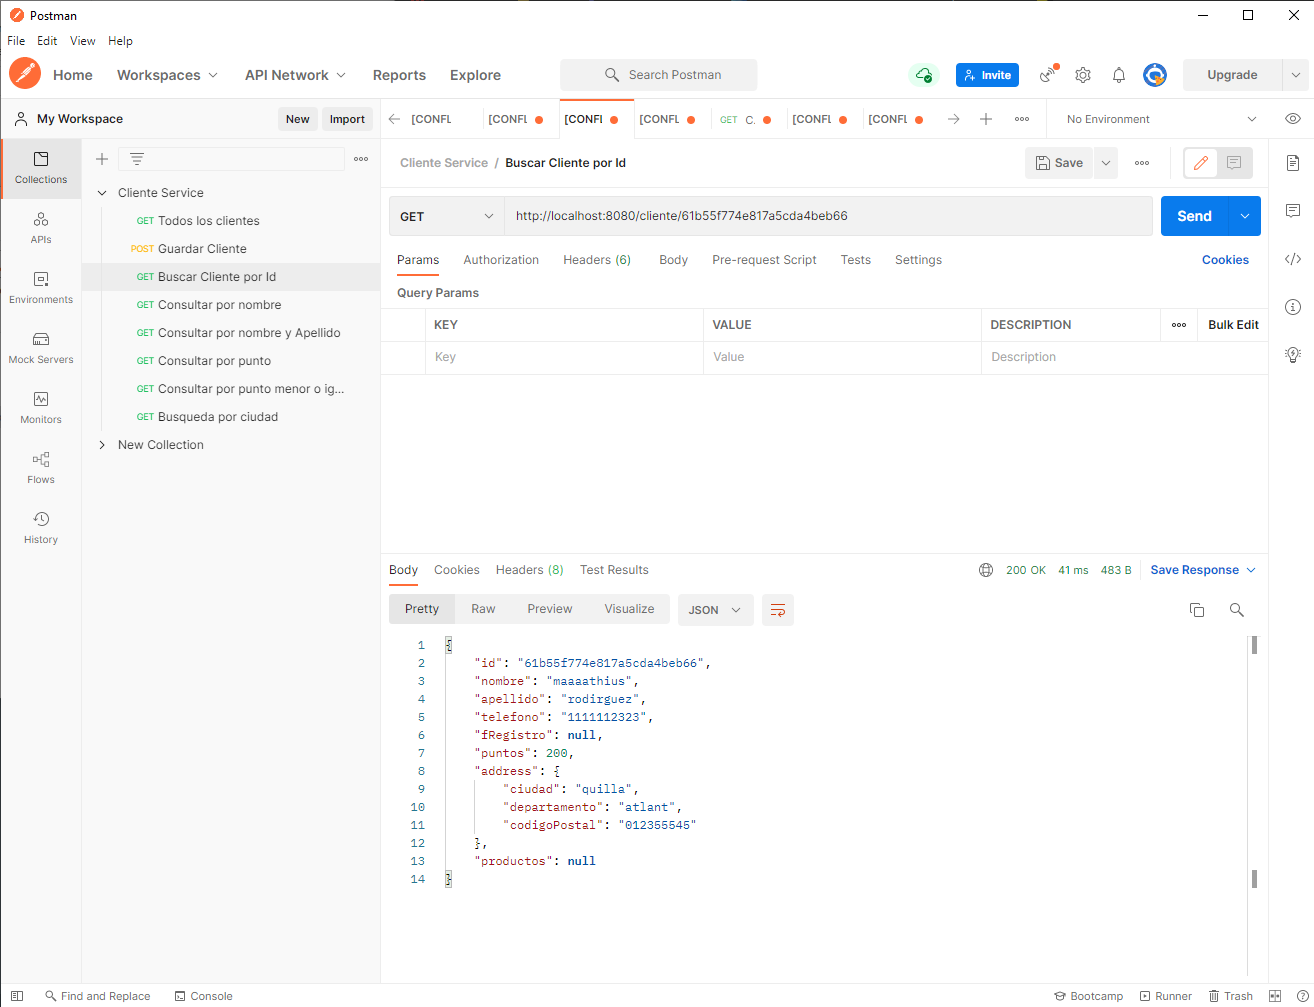 Postman
File Edit View Help
Home Workspaces API Network Reports Explore Search Postman Invite Upgrade
My Workspace New Import [CONFL [CONFL [CONFL [CONFL GET C. [CONFL [CONFL No Environment
Collections
APIs
Environments
Mock Servers
Monitors
Flows
History
Cliente Service
GET Todos los clientes
POST Guardar Cliente
GET Buscar Cliente por Id
GET Consultar por nombre
GET Consultar por nombre y Apellido
GET Consultar por punto
GET Consultar por punto menor o ig...
GET Busqueda por ciudad
New Collection
Cliente Service / Buscar Cliente por Id Save
GET http://localhost:8080/cliente/61b55f774e817a5cda4beb66 Send
Params Authorization Headers (6) Body Pre-request Script Tests Settings Cookies
Query Params
KEY VALUE DESCRIPTION Bulk Edit
Key Value Description
Body Cookies Headers (8) Test Results 200 OK 41 ms 483 B Save Response
Pretty Raw Preview Visualize JSON
1 {
2 "id": "61b55f774e817a5cda4beb66",
3 "nombre": "maaaathius",
4 "apellido": "rodirguez",
5 "telefono": "1111112323",
6 "fRegistro": null,
7 "puntos": 200,
8 "address": {
9 "ciudad": "quilla",
10 "departamento": "atlant",
11 "codigoPostal": "012355545"
12 },
13 "productos": null
14 }
Find and Replace Console Bootcamp Runner Trash